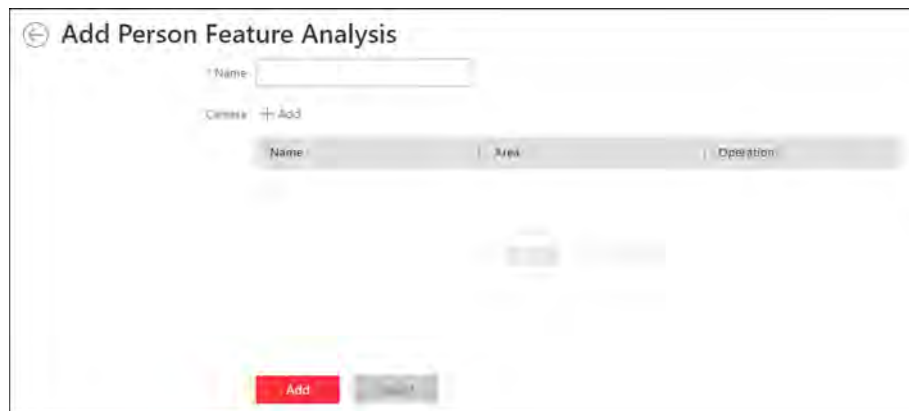 Add Person Feature Analysis
* Name
Camera + Add
Name Area Operation
Add